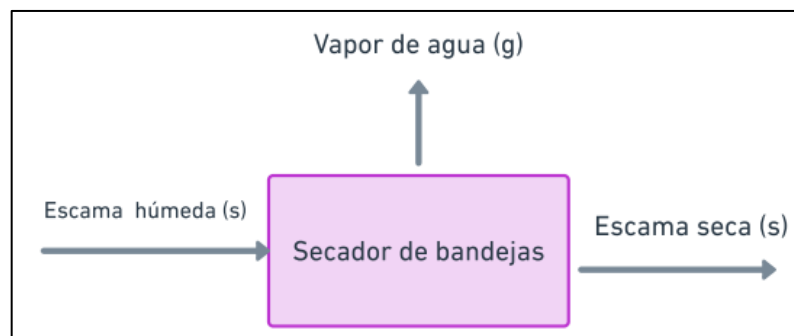 Vapor de agua (g)
Escama húmeda (s)
Escama seca (s)
Secador de bandejas